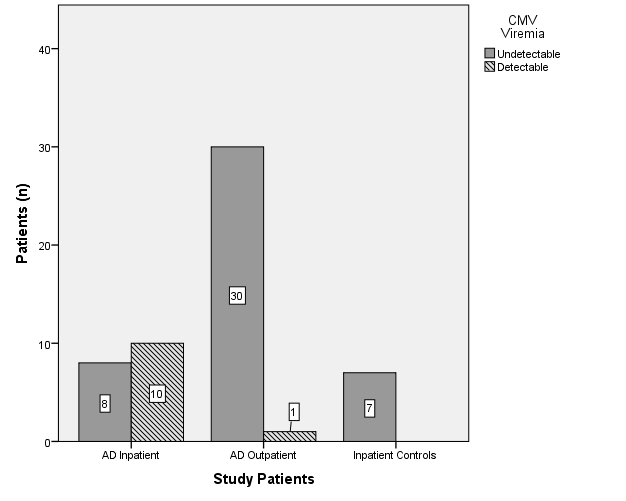 CMV
Viremia
Undetectable
Detectable
Patients (n)
40
30
20
10
0
8
10
30
1
7
AD Inpatient
AD Outpatient
Inpatient Controls
Study Patients